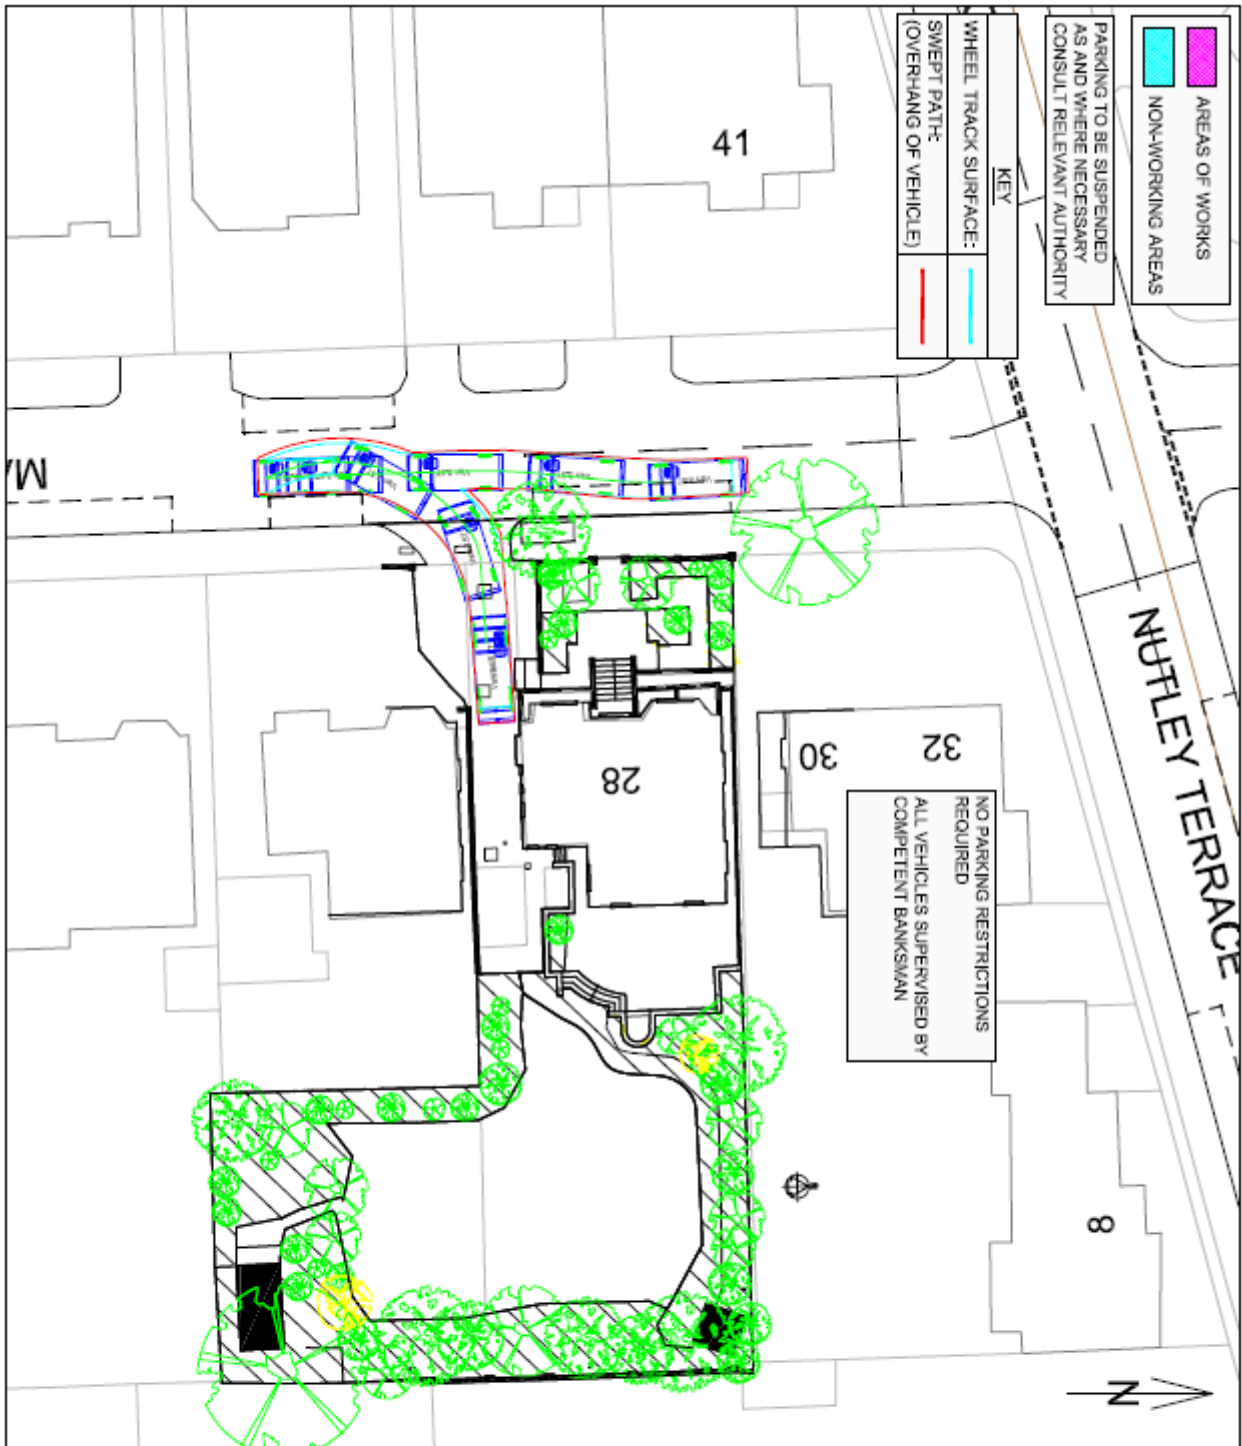 AREAS OF WORKS
NON-WORKING AREAS
PARKING TO BE SUSPENDED
AS AND WHERE NECESSARY
CONSULT RELEVANT AUTHORITY
KEY
WHEEL TRACK SURFACE:
SWEPT PATH:
(OVERHANG OF VEHICLE)
41
NUTLEY TERRACE
32
30
28
NO PARKING RESTRICTIONS
REQUIRED
ALL VEHICLES SUPERVISED BY
COMPETENT BANKSMAN
8
N